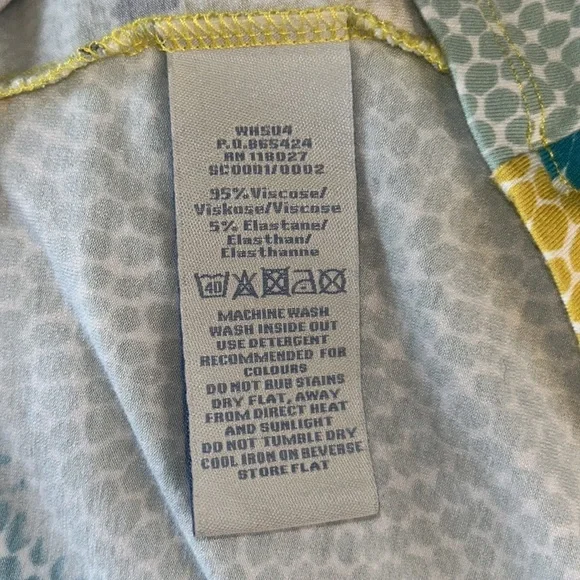 WH504
P.O.865424
RN 118027
SC0001/0002
95% Viscose/
Viskose/Viscose
5% Elastane/
Elasthan/
Elasthanne
40
MACHINE WASH
WASH INSIDE OUT
USE DETERGENT
RECOMMENDED FOR
COLOURS
DO NOT RUB STAINS
DRY FLAT, AWAY
FROM DIRECT HEAT
AND SUNLIGHT
DO NOT TUMBLE DRY
COOL IRON ON REVERSE
STORE FLAT